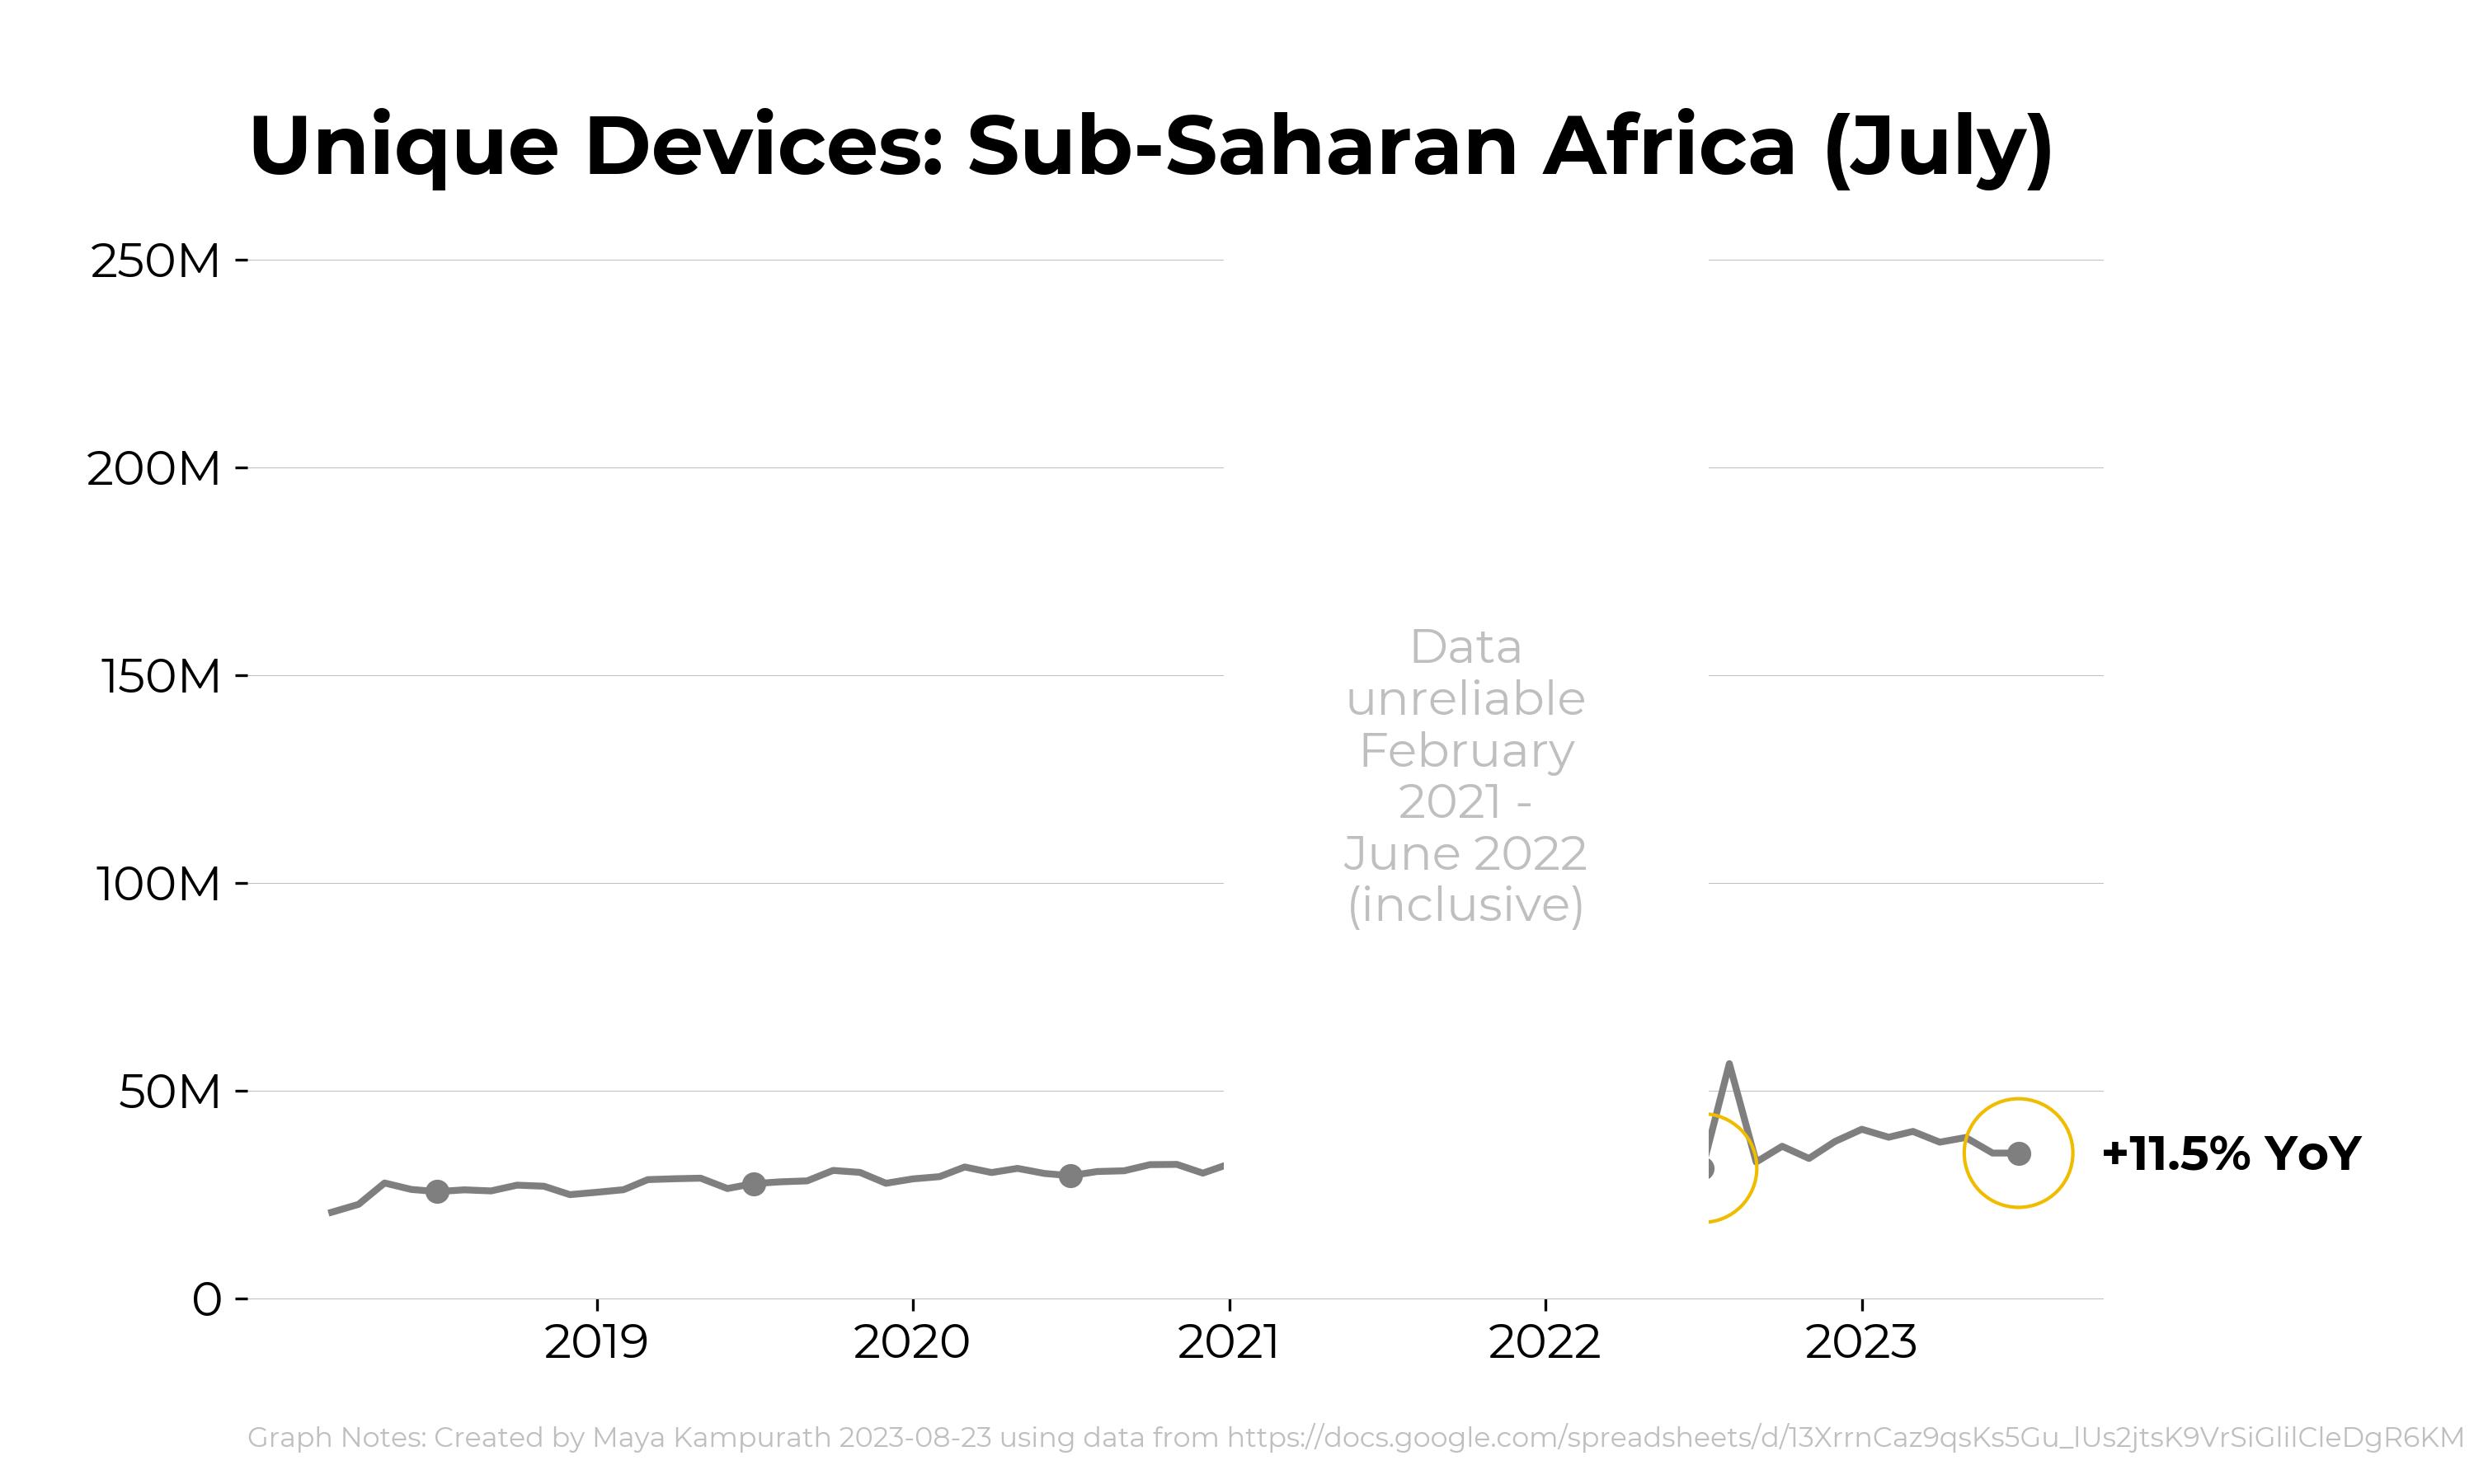 Unique Devices: Sub-Saharan Africa (July)
250M
200M
150M
100M
50M
0
Data
unreliable
February
2021 -
June 2022
(inclusive)
+11.5% YoY
2019
2020
2021
2022
2023
Graph Notes: Created by Maya Kampurath 2023-08-23 using data from https://docs.google.com/spreadsheets/d/13XrrnCaz9qsKs5Gu_lUs2jtsK9VrSiGlilCleDgR6KM